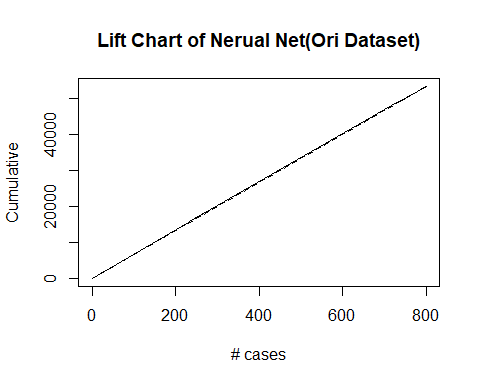 Lift Chart of Nerual Net(Ori Dataset)
Cumulative
40000
20000
0
0 200 400 600 800
# cases